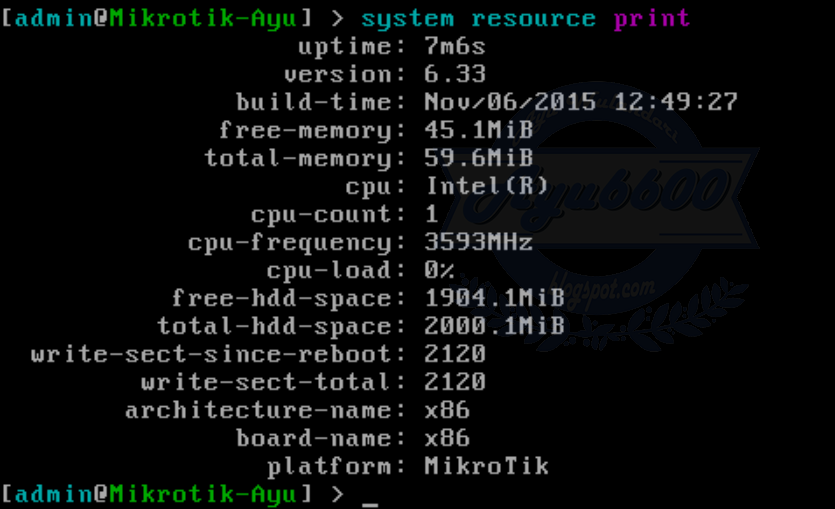 [admin@Mikrotik-Ayu] > system resource print
uptime: 7m6s
version: 6.33
build-time: Nov/06/2015 12:49:27
free-memory: 45.1MiB
total-memory: 59.6MiB
cpu: Intel(R)
cpu-count: 1
cpu-frequency: 3593MHz
cpu-load: 0%
free-hdd-space: 1904.1MiB
total-hdd-space: 2000.1MiB
write-sect-since-reboot: 2120
write-sect-total: 2120
architecture-name: x86
board-name: x86
platform: MikroTik
[admin@Mikrotik-Ayu] > _
Ayu6600
blogspot.com